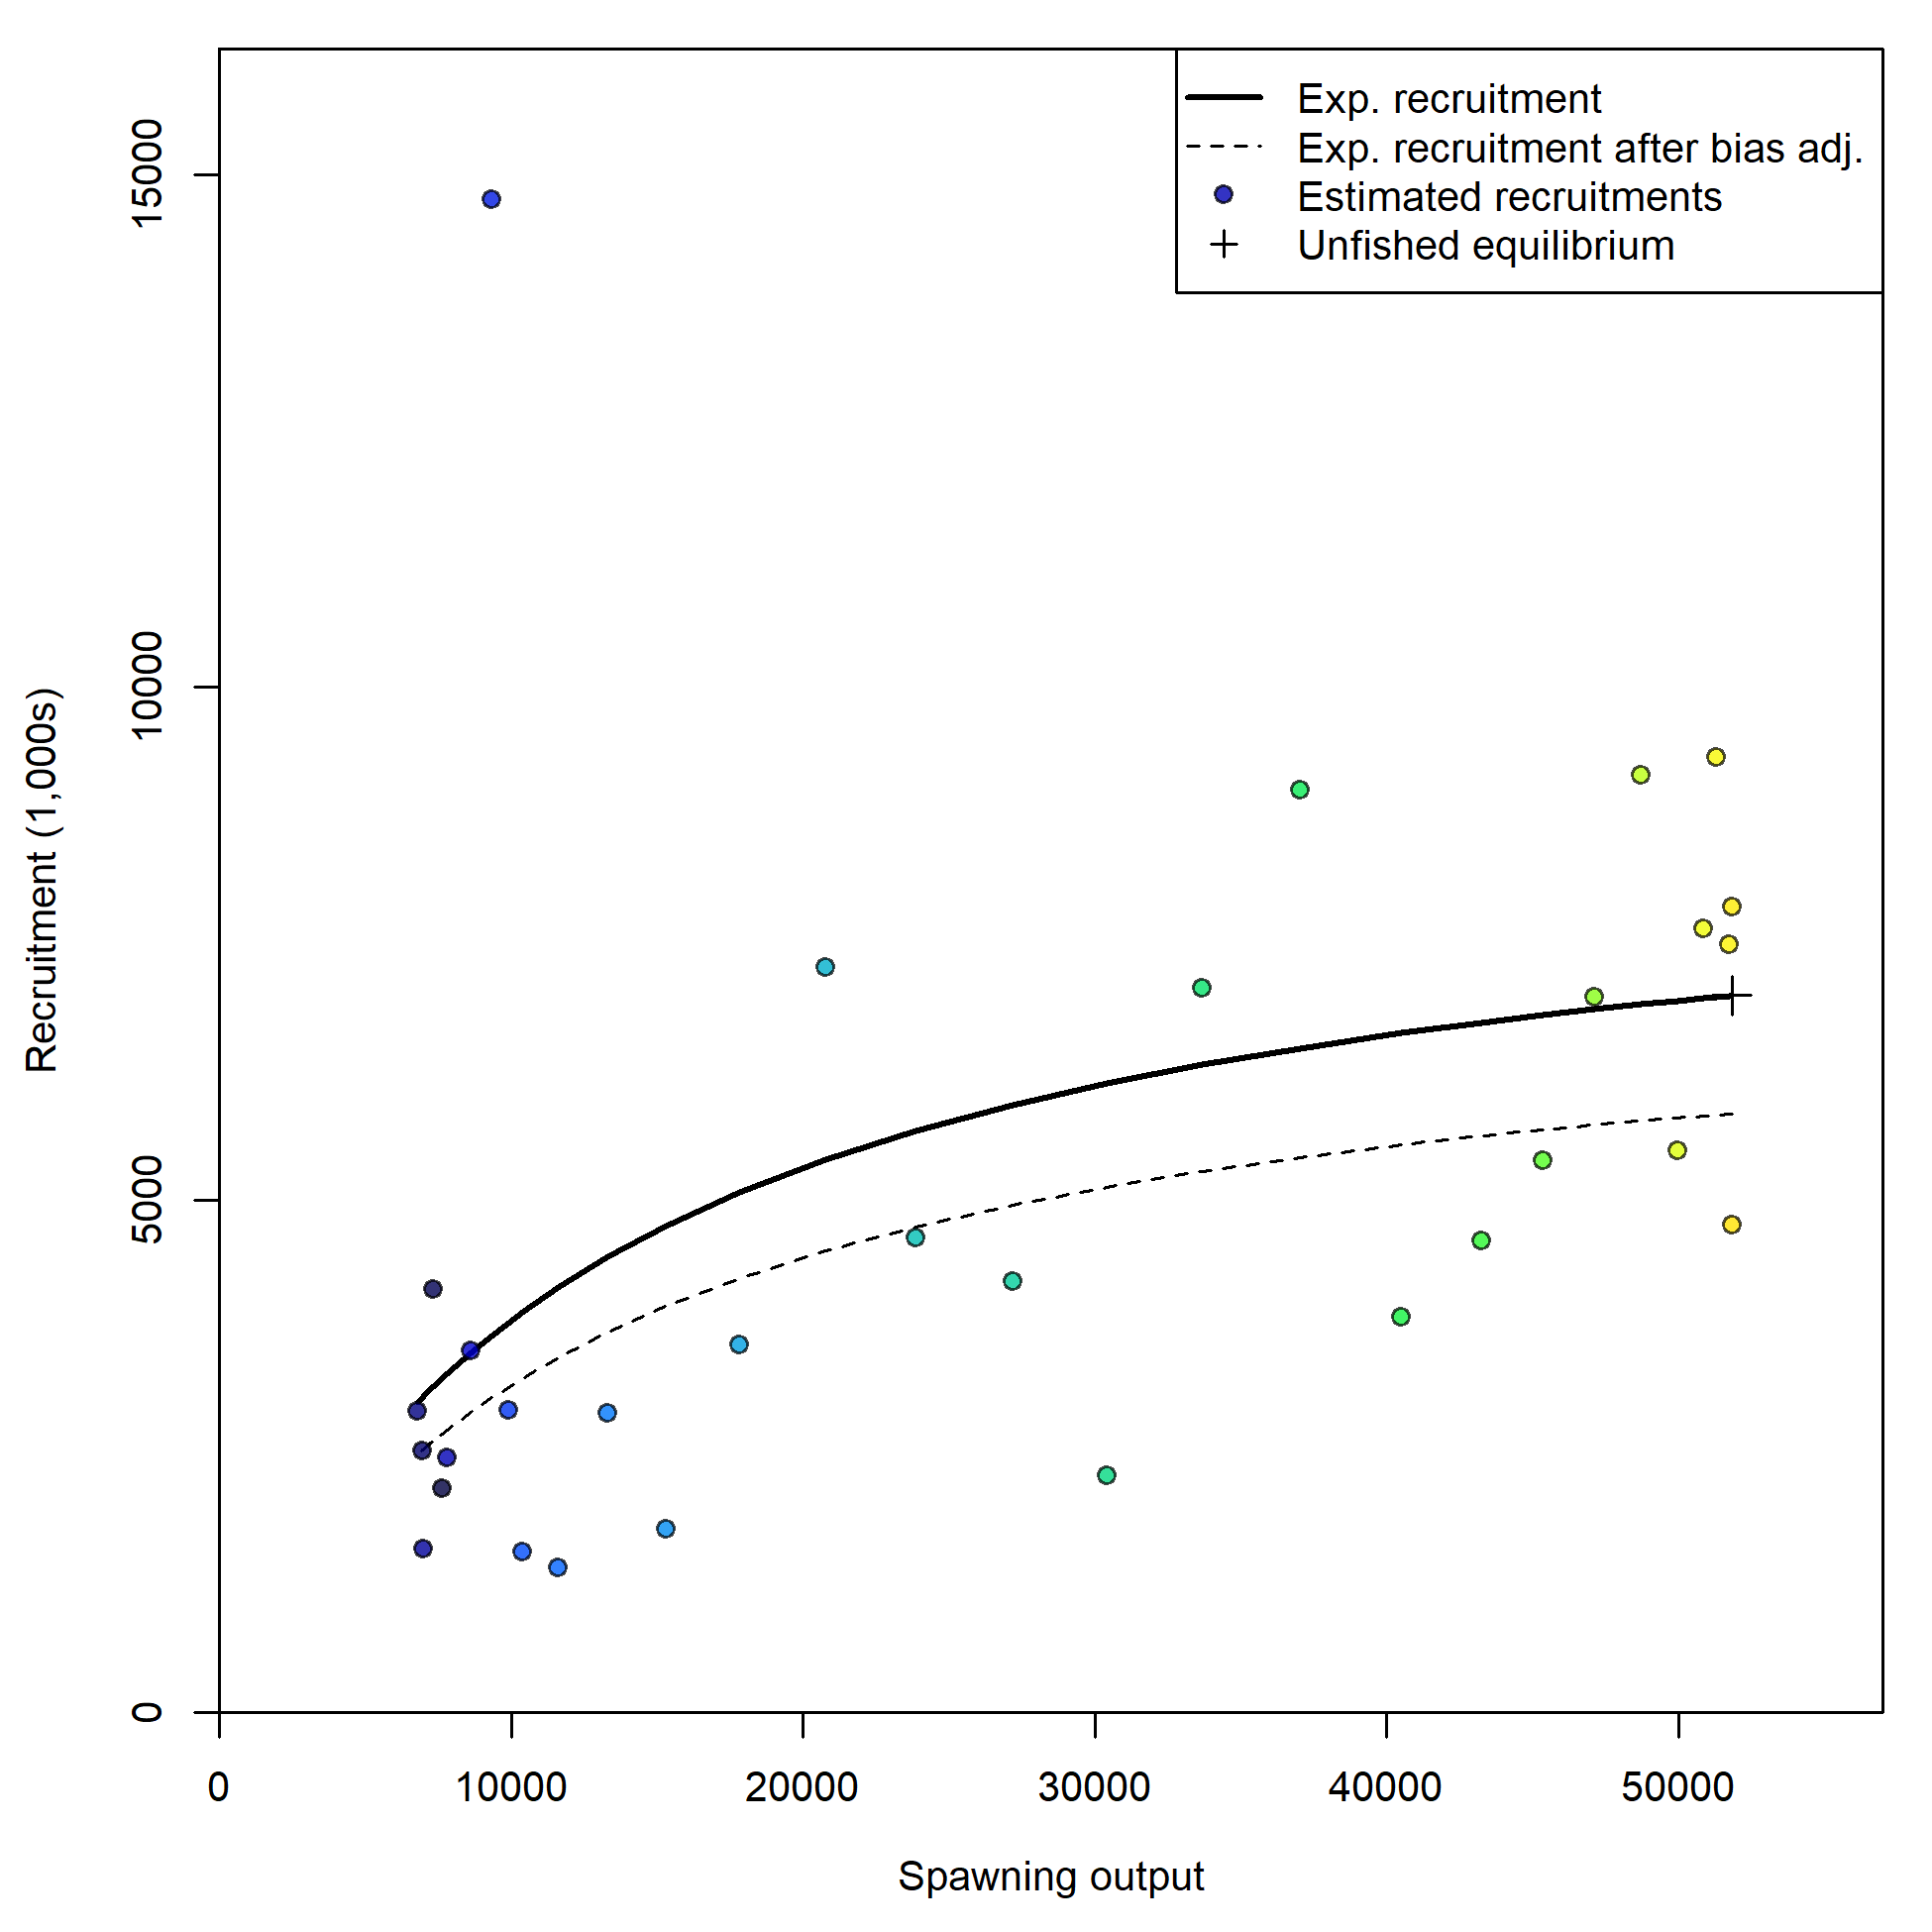 Exp. recruitment
Exp. recruitment after bias adj.
Estimated recruitments
Unfished equilibrium
15000
10000
5000
0
Recruitment (1,000s)
0 10000 20000 30000 40000 50000
Spawning output